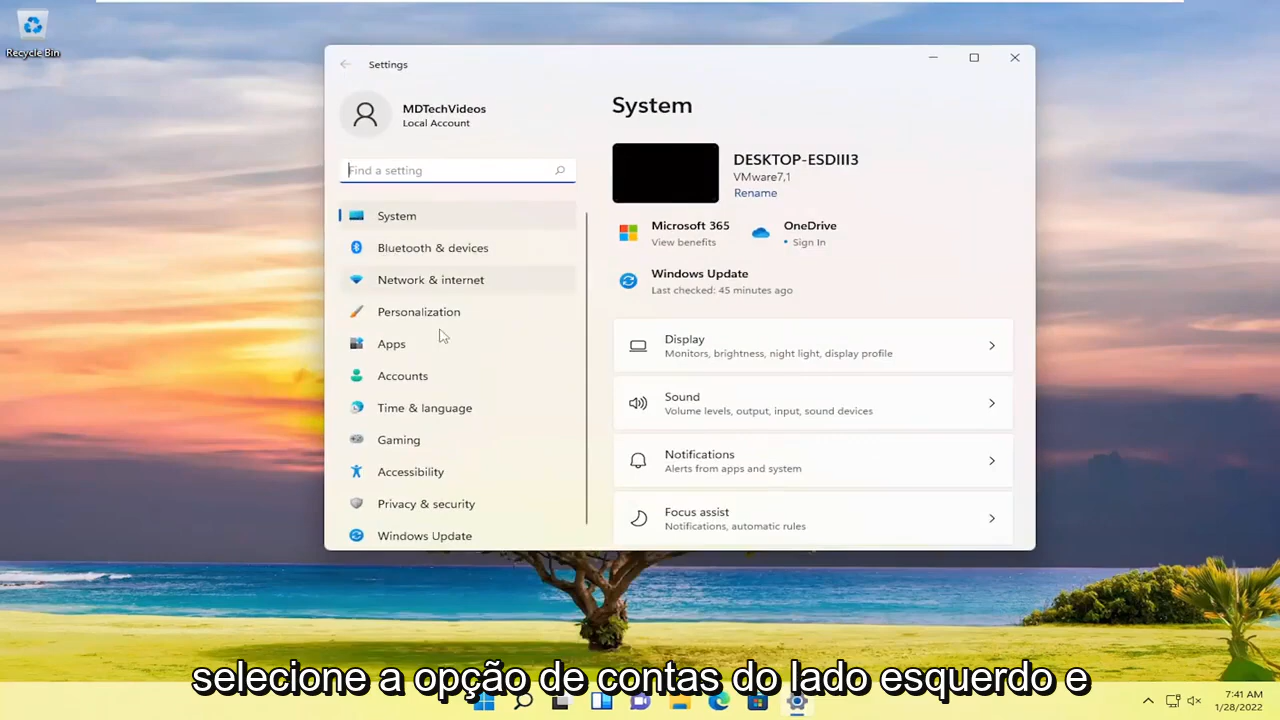 Recycle Bin
Settings
MDTechVideos
Local Account
Find a setting
System
Bluetooth & devices
Network & internet
Personalization
Apps
Accounts
Time & language
Gaming
Accessibility
Privacy & security
Windows Update
System
DESKTOP-ESDIII3
VMware7,1
Rename
Microsoft 365
View benefits
OneDrive
• Sign In
Windows Update
Last checked: 45 minutes ago
Display
Monitors, brightness, night light, display profile
Sound
Volume levels, output, input, sound devices
Notifications
Alerts from apps and system
Focus assist
Notifications, automatic rules
selecione a opção de contas do lado esquerdo e
7:41 AM
1/28/2022